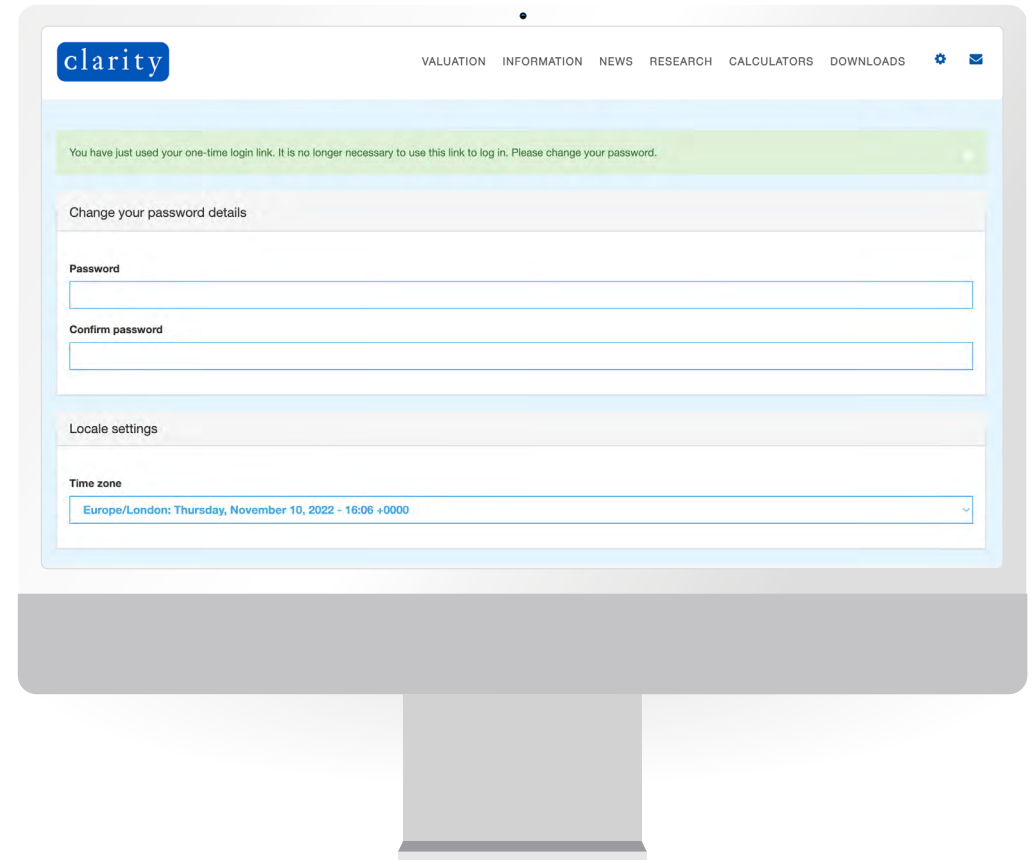 clarity
VALUATION INFORMATION NEWS RESEARCH CALCULATORS DOWNLOADS
You have just used your one-time login link. It is no longer necessary to use this link to log in. Please change your password.
Change your password details
Password
Confirm password
Locale settings
Time zone
Europe/London: Thursday, November 10, 2022 - 16:06 +0000